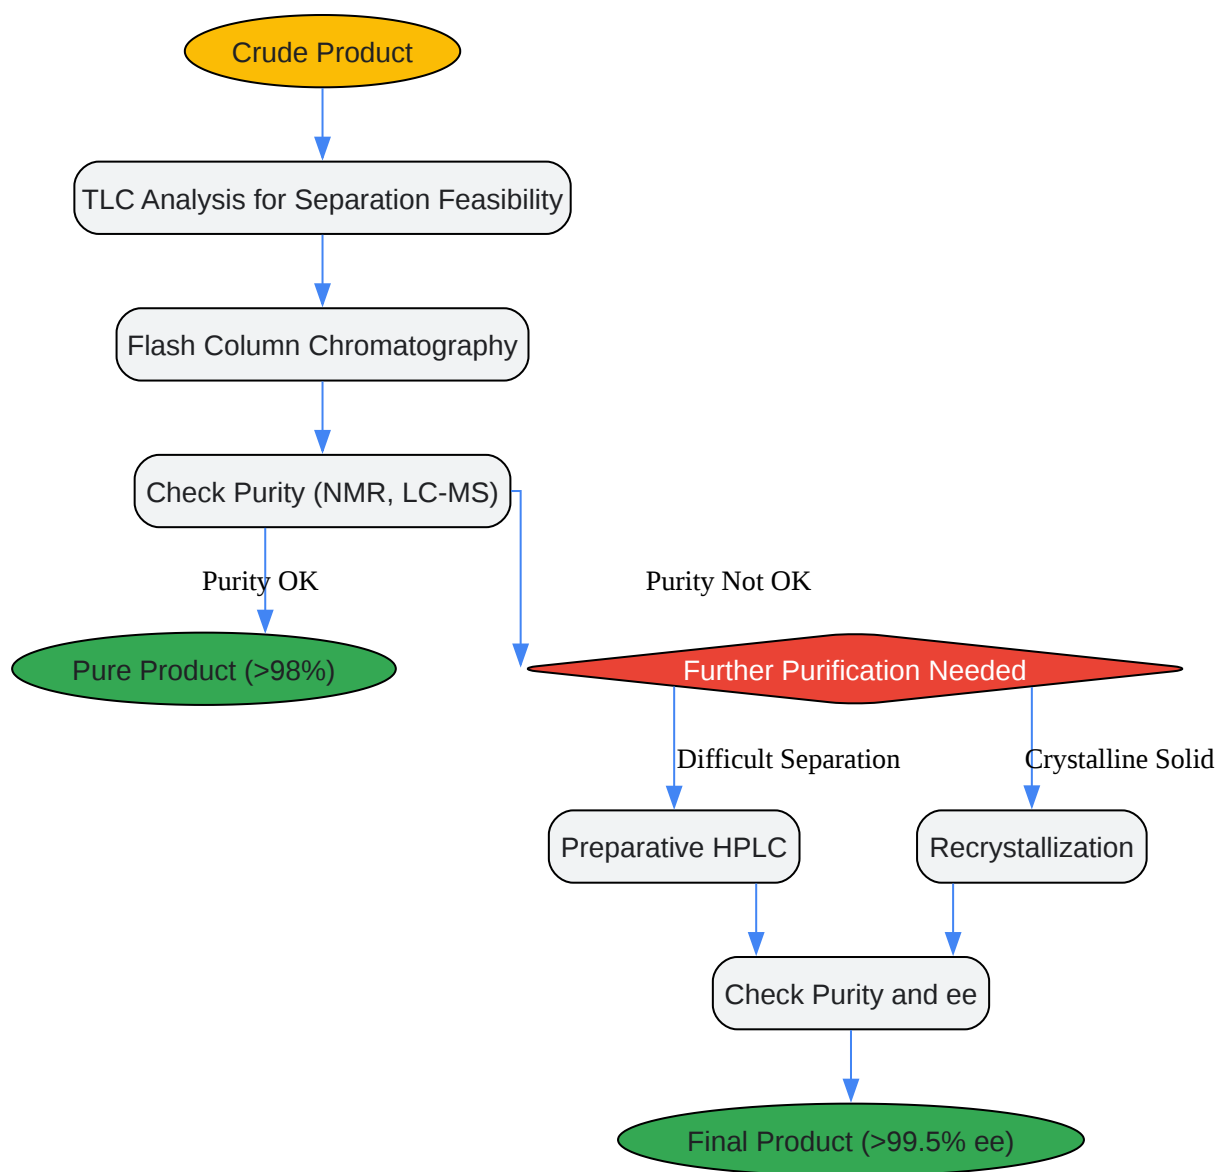 Crude Product
TLC Analysis for Separation Feasibility
Flash Column Chromatography
Check Purity (NMR, LC-MS)
Purity OK
Purity Not OK
Pure Product (>98%)
Further Purification Needed
Difficult Separation
Crystalline Solid
Preparative HPLC
Recrystallization
Check Purity and ee
Final Product (>99.5% ee)